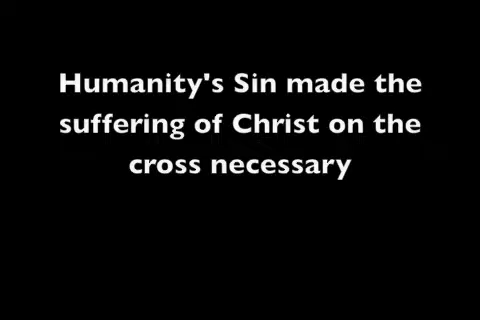 Humanity's Sin made the
suffering of Christ on the
cross necessary